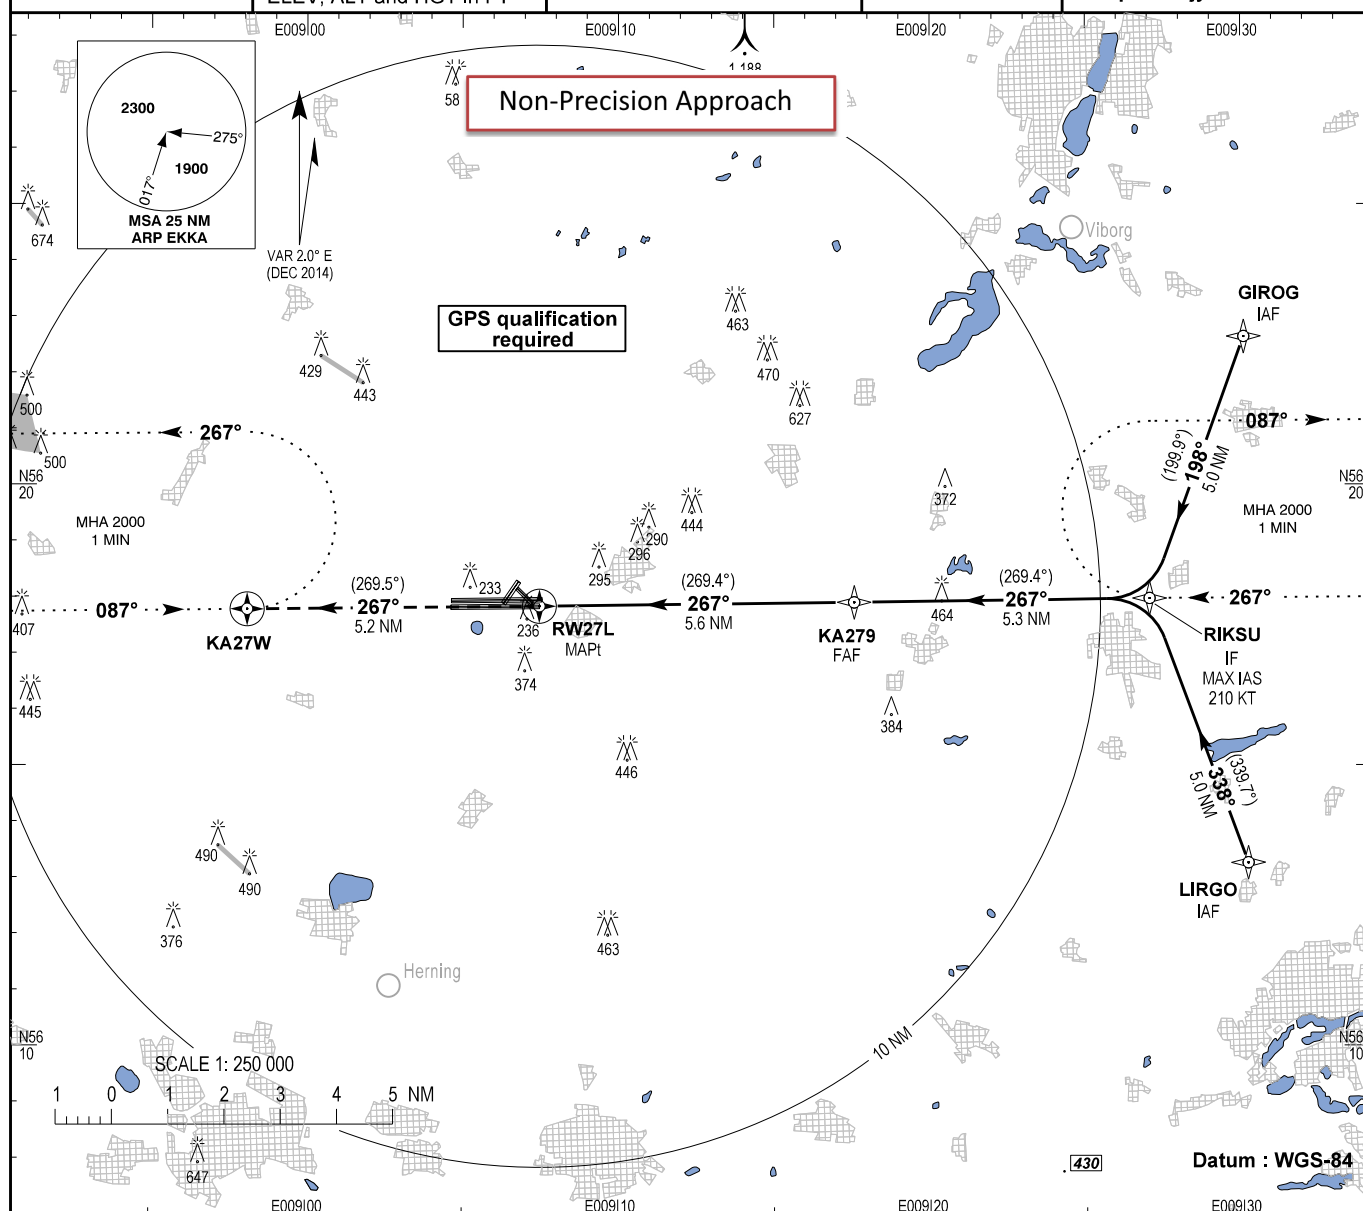 E009|00
E009|10
E009|20
E009|30
2300
275°
1900
017°
MSA 25 NM
ARP EKKA
58
Non-Precision Approach
1 188
674
VAR 2.0° E
(DEC 2014)
Viborg
GIROG
IAF
GPS qualification
required
463
429
443
470
627
500
500
267°
087°
(199.9°)
198°
5.0 NM
N56
20
N56
20
372
MHA 2000
1 MIN
444
290
296
MHA 2000
1 MIN
295
233
(269.5°)
267°
5.2 NM
(269.4°)
267°
5.6 NM
(269.4°)
267°
5.3 NM
464
267°
087°
407
KA27W
236
RW27L
MAPt
KA279
FAF
RIKSU
IF
MAX IAS
210 KT
374
445
384
446
(339.7°)
338°
5.0 NM
490
490
LIRGO
IAF
376
463
Herning
10 NM
N56
10
N56
10
SCALE 1: 250 000
1 0 1 2 3 4 5 NM
647
430
Datum : WGS-84
E009|00
E009|10
E009|20
E009|30